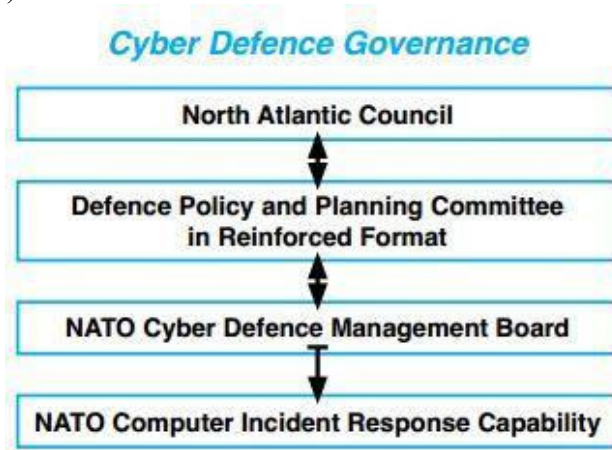 )
Cyber Defence Governance
North Atlantic Council
Defence Policy and Planning Committee
in Reinforced Format
NATO Cyber Defence Management Board
NATO Computer Incident Response Capability